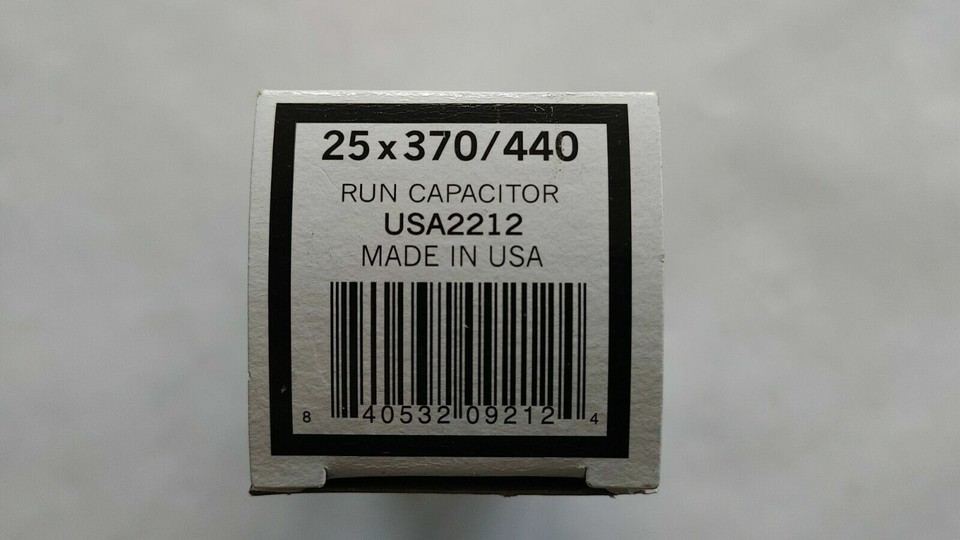 25 x 370/440
RUN CAPACITOR
USA2212
MADE IN USA
8 40532 09212 4